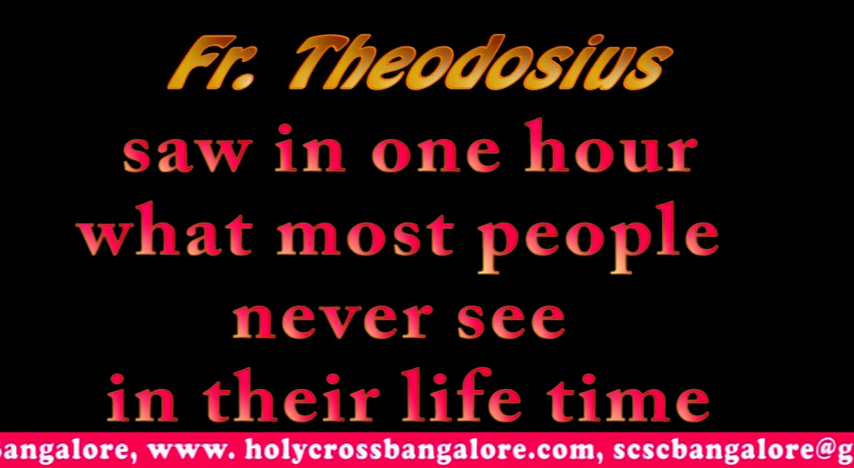 Fr. Theodosius
saw in one hour
what most people
never see
in their life time
angalore, www. holycrossbangalore.com, scscbangalore@g